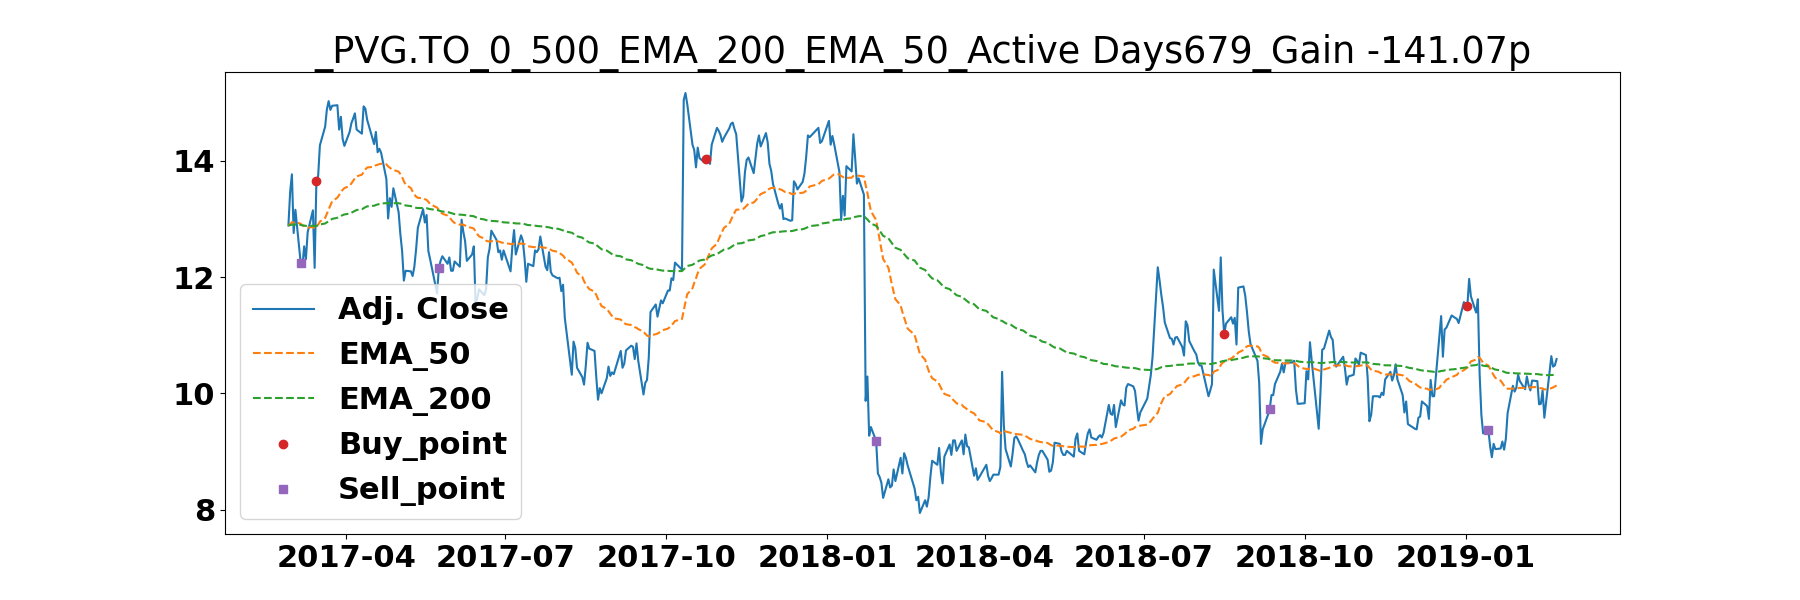 _PVG.TO_0_500_EMA_200_EMA_50_Active Days679_Gain -141.07p
14
12
10
8
Adj. Close
EMA_50
EMA_200
Buy_point
Sell_point
2017-04 2017-07 2017-10 2018-01 2018-04 2018-07 2018-10 2019-01